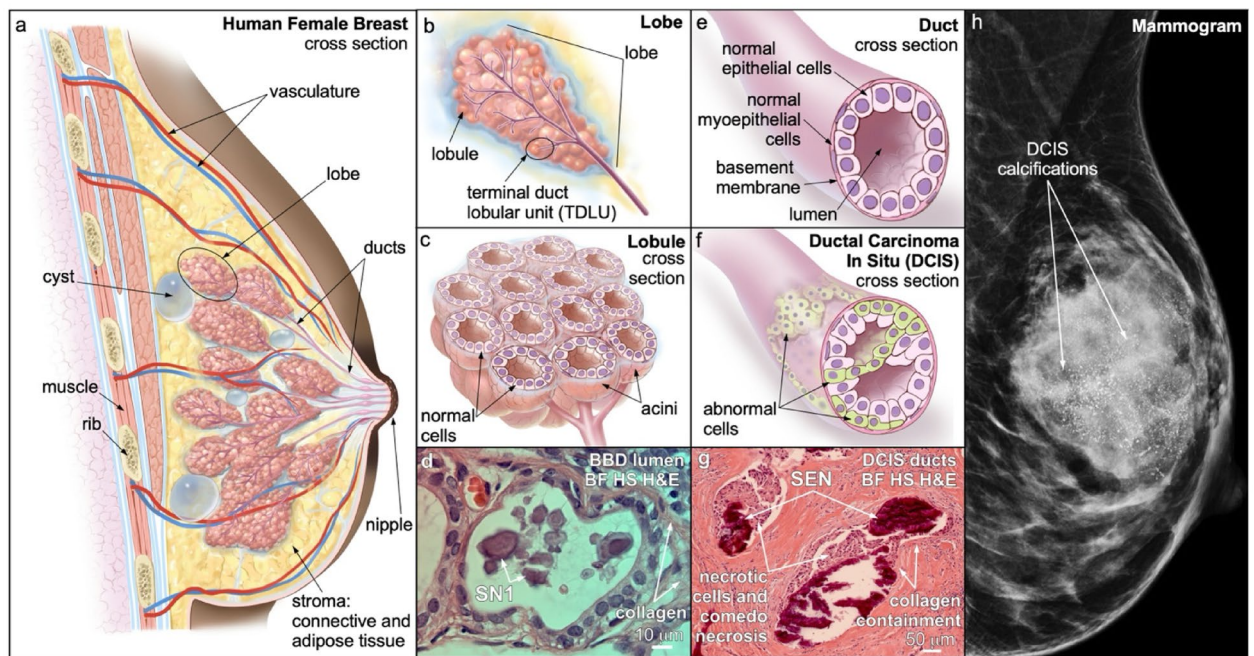 a
Human Female Breast
cross section
vasculature
lobe
ducts
cyst
muscle
rib
nipple
stroma:
connective and
adipose tissue
b
Lobe
lobe
lobule
terminal duct
lobular unit (TDLU)
c
Lobule
cross
section
normal
cells
acini
d
BBD lumen
BF HS H&E
SN1
collagen
10 μm
e
Duct
cross section
normal
epithelial cells
normal
myoepithelial
cells
basement
membrane
lumen
f
Ductal Carcinoma
In Situ (DCIS)
cross section
abnormal
cells
g
DCIS ducts
BF HS H&E
SEN
necrotic
cells and
comedo
necrosis
collagen
containment
50 μm
h
Mammogram
DCIS
calcifications